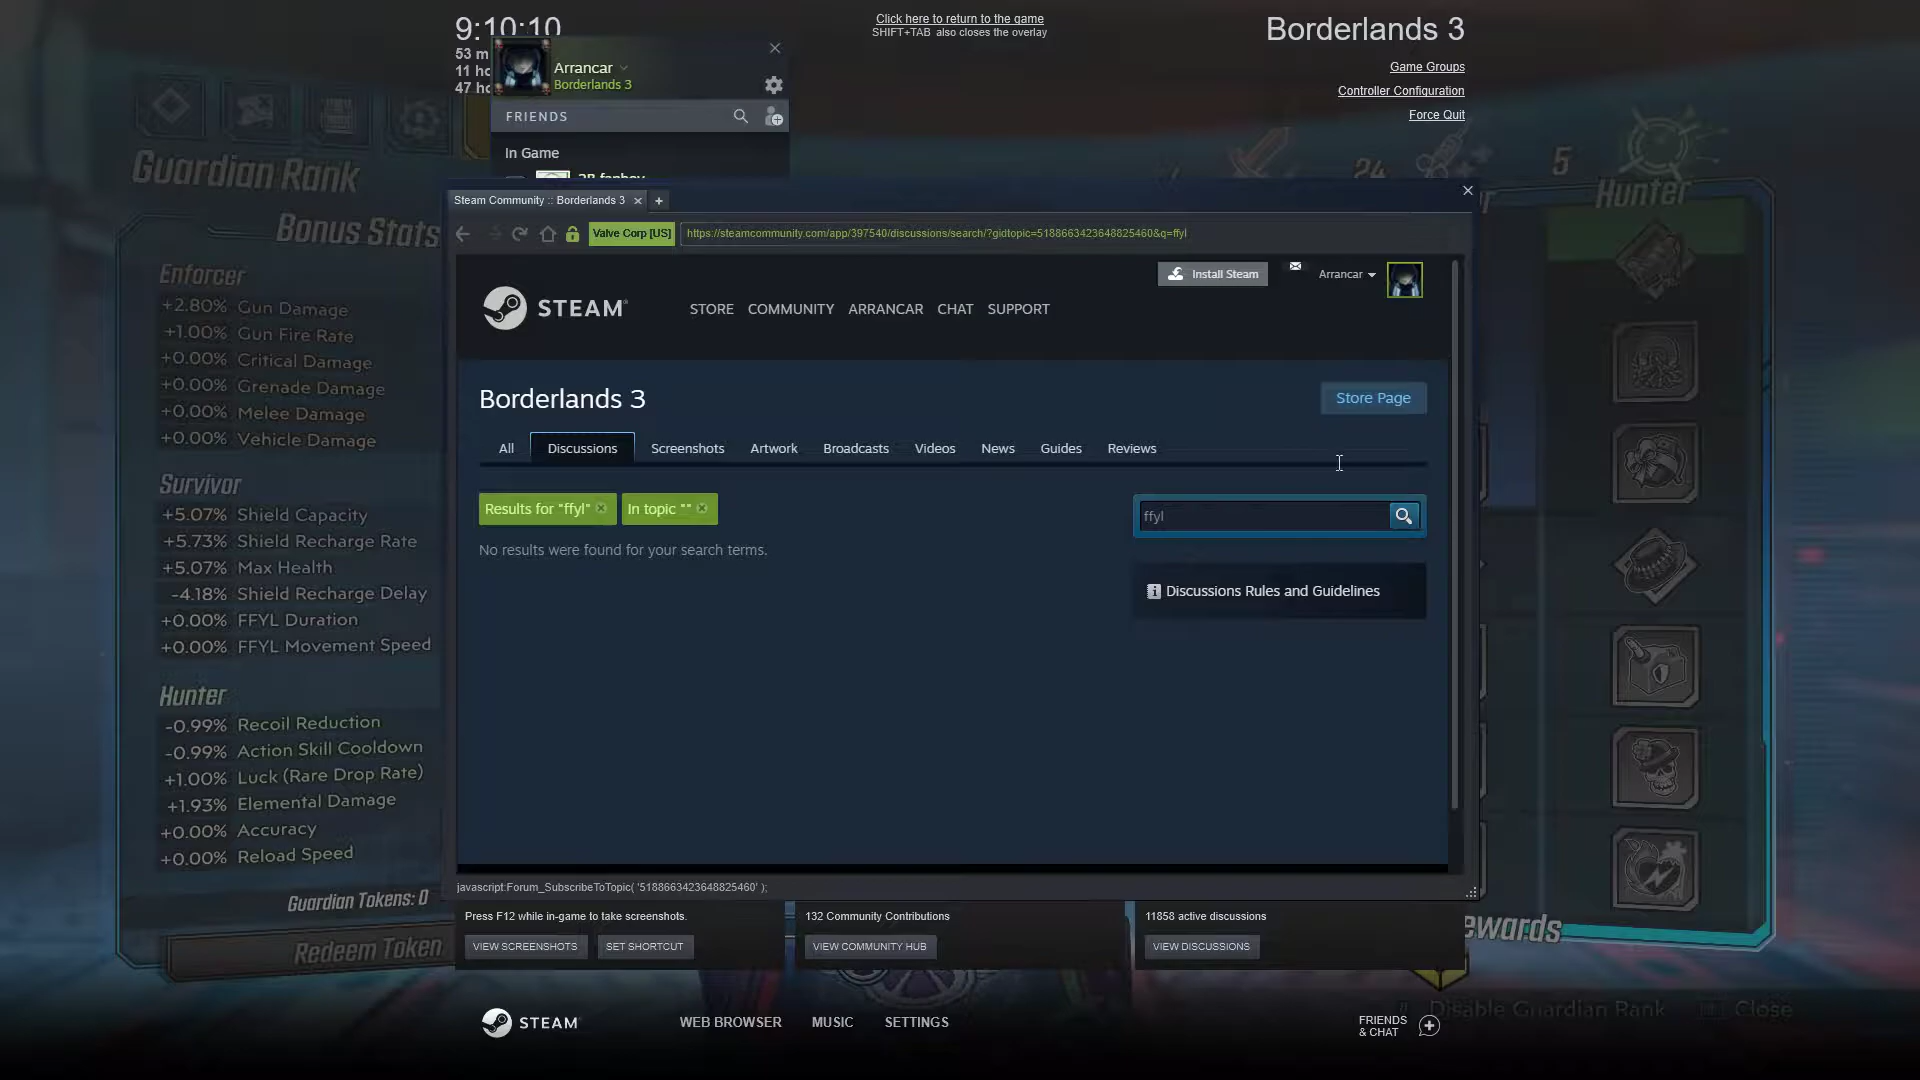 9:10:10
53 m
11 ho
47 ho
Click here to return to the game
SHIFT+TAB also closes the overlay
Borderlands 3
Game Groups
Controller Configuration
Force Quit
Arrancar
Borderlands 3
FRIENDS
In Game
Steam Community :: Borderlands 3
Valve Corp [US]
https://steamcommunity.com/app/397540/discussions/search/?gidtopic=5188663423648825460&q=ffyl
Install Steam
Arrancar
STEAM
STORE COMMUNITY ARRANCAR CHAT SUPPORT
Borderlands 3
Store Page
All Discussions Screenshots Artwork Broadcasts Videos News Guides Reviews
Results for "ffyl"
In topic ""
ffyl
No results were found for your search terms.
Discussions Rules and Guidelines
javascript:Forum_SubscribeToTopic( '5188663423648825460' );
Press F12 while in-game to take screenshots.
VIEW SCREENSHOTS
SET SHORTCUT
132 Community Contributions
VIEW COMMUNITY HUB
11858 active discussions
VIEW DISCUSSIONS
STEAM
WEB BROWSER MUSIC SETTINGS
FRIENDS
& CHAT
Guardian Rank
Bonus Stats
Enforcer
+2.80% Gun Damage
+1.00% Gun Fire Rate
+0.00% Critical Damage
+0.00% Grenade Damage
+0.00% Melee Damage
+0.00% Vehicle Damage
Survivor
+5.07% Shield Capacity
+5.73% Shield Recharge Rate
+5.07% Max Health
-4.18% Shield Recharge Delay
+0.00% FFYL Duration
+0.00% FFYL Movement Speed
Hunter
-0.99% Recoil Reduction
-0.99% Action Skill Cooldown
+1.00% Luck (Rare Drop Rate)
+1.93% Elemental Damage
+0.00% Accuracy
+0.00% Reload Speed
Guardian Tokens: 0
Redeem Token
24
5
Hunter
ewards
Disable Guardian Rank
Close